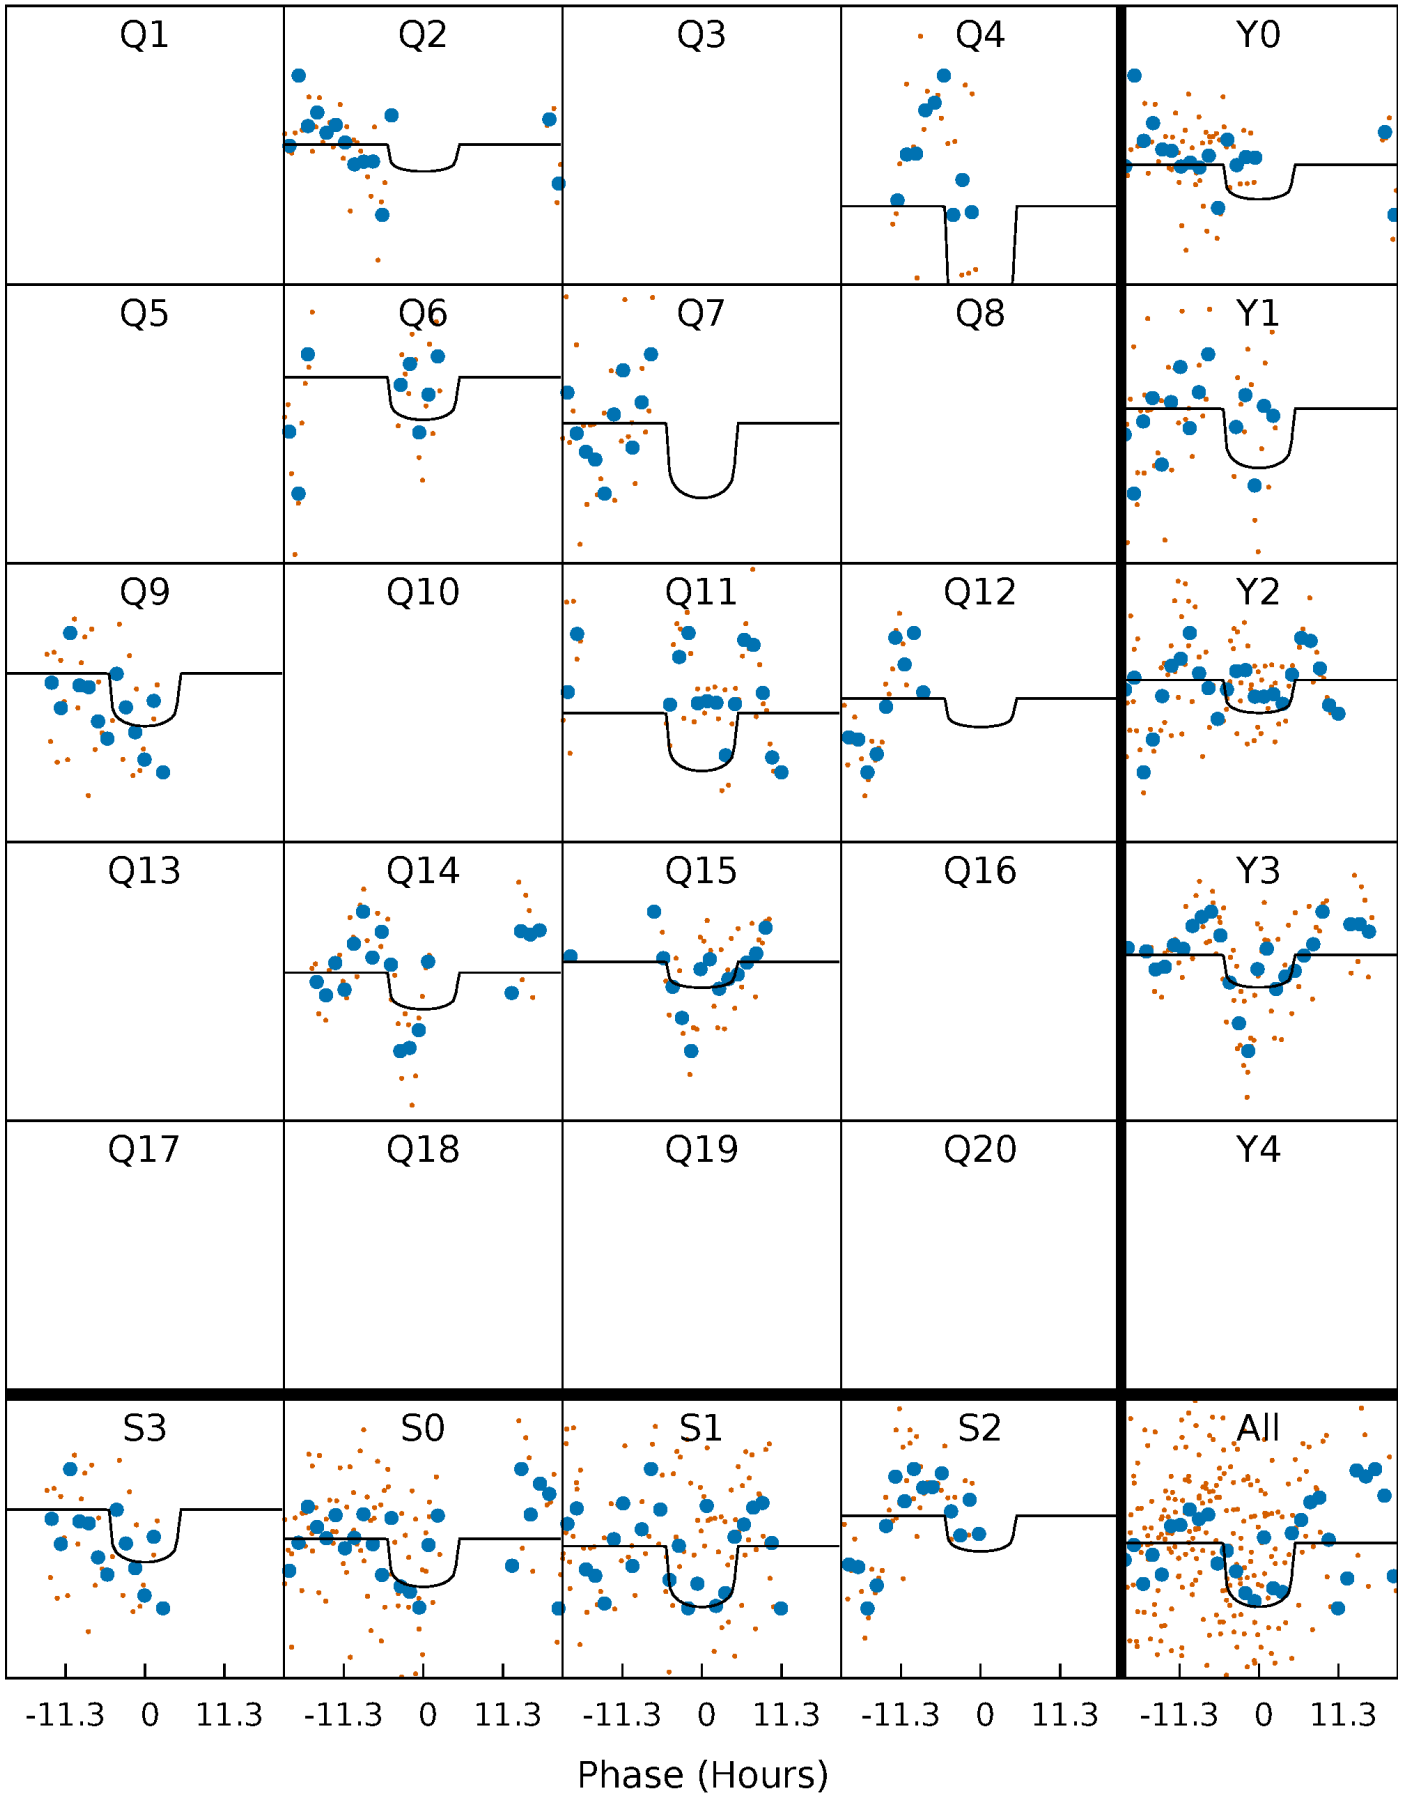 Q1 Q2 Q3 Q4 Y0
Q5 Q6 Q7 Q8 Y1
Q9 Q10 Q11 Q12 Y2
Q13 Q14 Q15 Q16 Y3
Q17 Q18 Q19 Q20 Y4
S3 S0 S1 S2 All
-11.3 0 11.3 -11.3 0 11.3 -11.3 0 11.3 -11.3 0 11.3 -11.3 0 11.3
Phase (Hours)